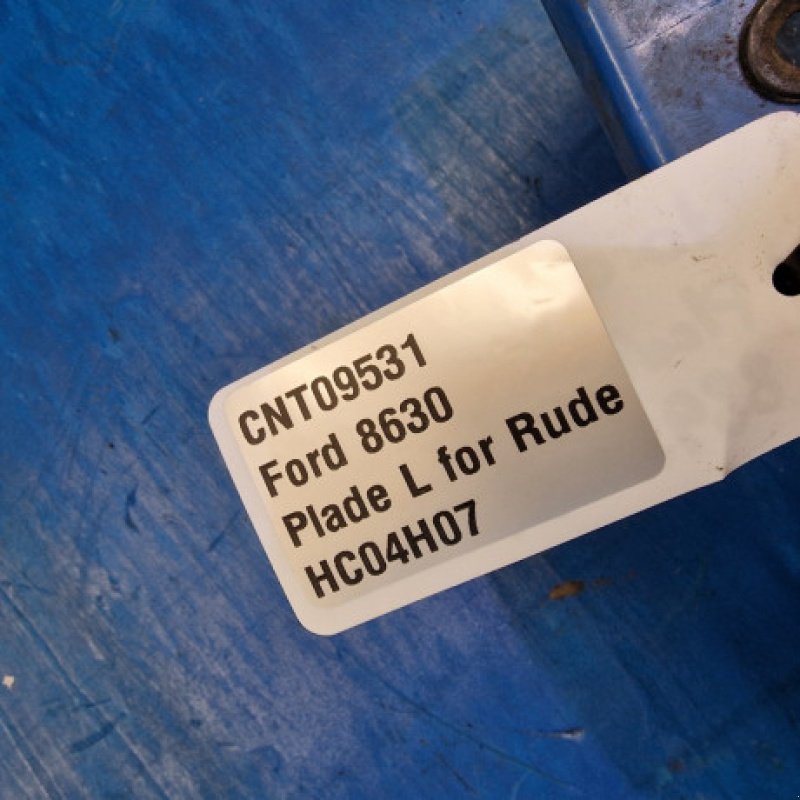 CNT09531
Ford 8630
Plade L for Rude
HC04H07